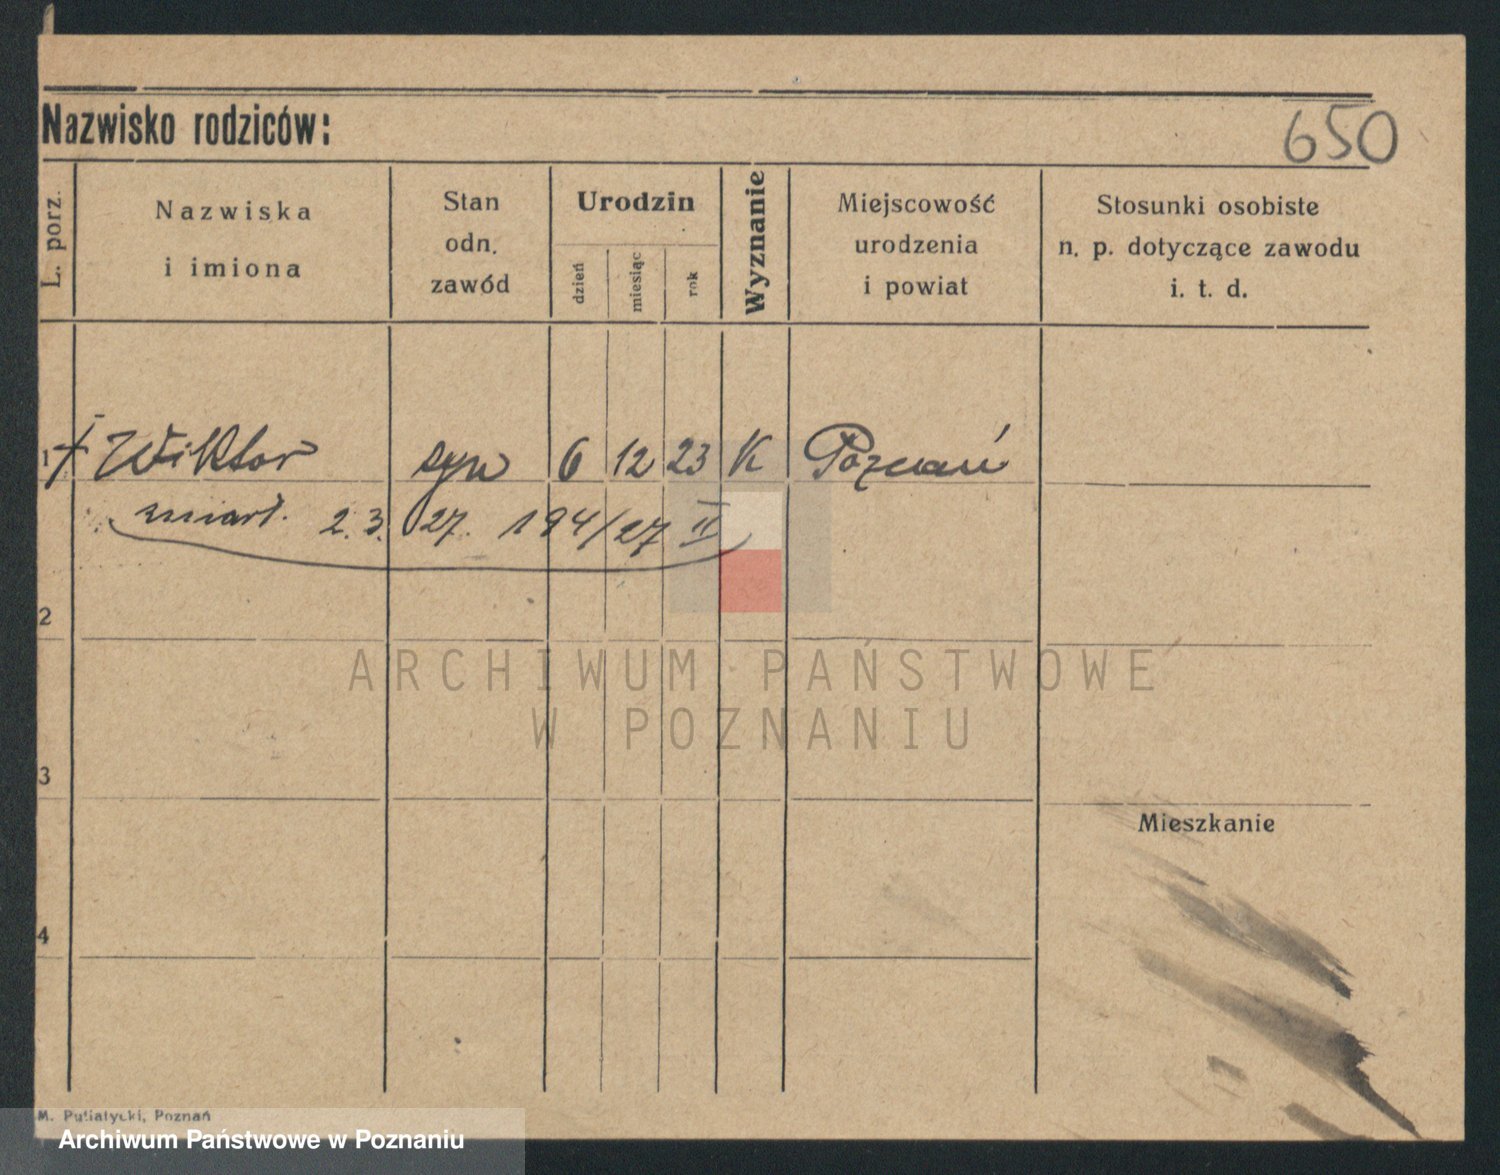 Nazwisko rodziców:
650
L. porz.
Nazwiska
i imiona
Stan
odn.
zawód
Urodzin
dzień
miesiąc
rok
Wyznanie
Miejscowość
urodzenia
i powiat
Stosunki osobiste
n. p. dotyczące zawodu
i. t. d.
1 † Wiktor syn 6 12 23 K Poznań
zmarł. 2.3. 27. 194/27 II
2
ARCHIWUM PAŃSTWOWE
W POZNANIU
3
Mieszkanie
4
M. Putiatycki, Poznań
Archiwum Państwowe w Poznaniu